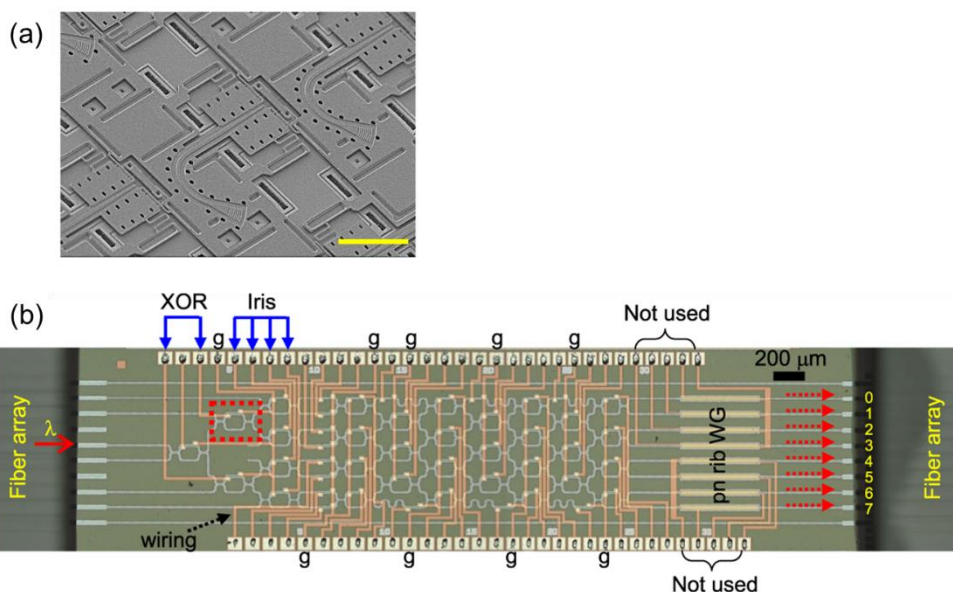 (a)
(b)
XOR
Iris
Not used
g
g
g
g
200 μm
Fiber array
λ
pn rib WG
0
1
2
3
4
5
6
7
Fiber array
wiring
g
g
g
g
Not used